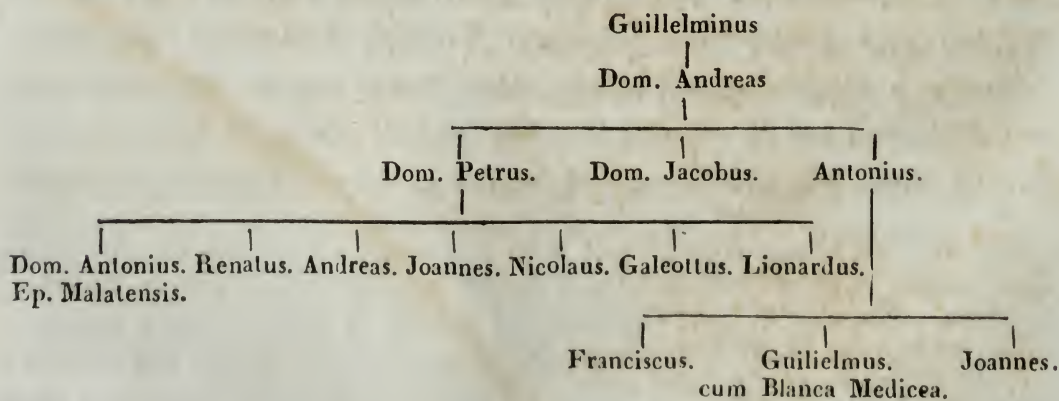 Guillelminus
Dom. Andreas
Dom. Petrus. Dom. Jacobus. Antonius.
Dom. Antonius. Renatus. Andreas. Joannes. Nicolaus. Galeottus. Lionardus.
Ep. Malatensis.
Franciscus. Guilielmus. Joannes.
cum Blanca Medicea.